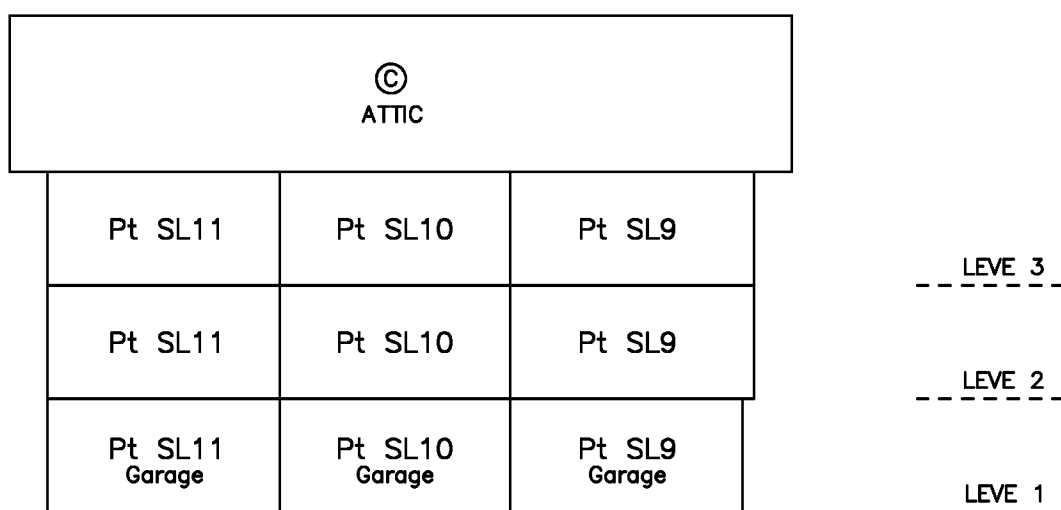 ©
ATTIC
Pt SL11 Pt SL10 Pt SL9
LEVE 3
Pt SL11 Pt SL10 Pt SL9
LEVE 2
Pt SL11 Pt SL10 Pt SL9
Garage Garage Garage
LEVE 1